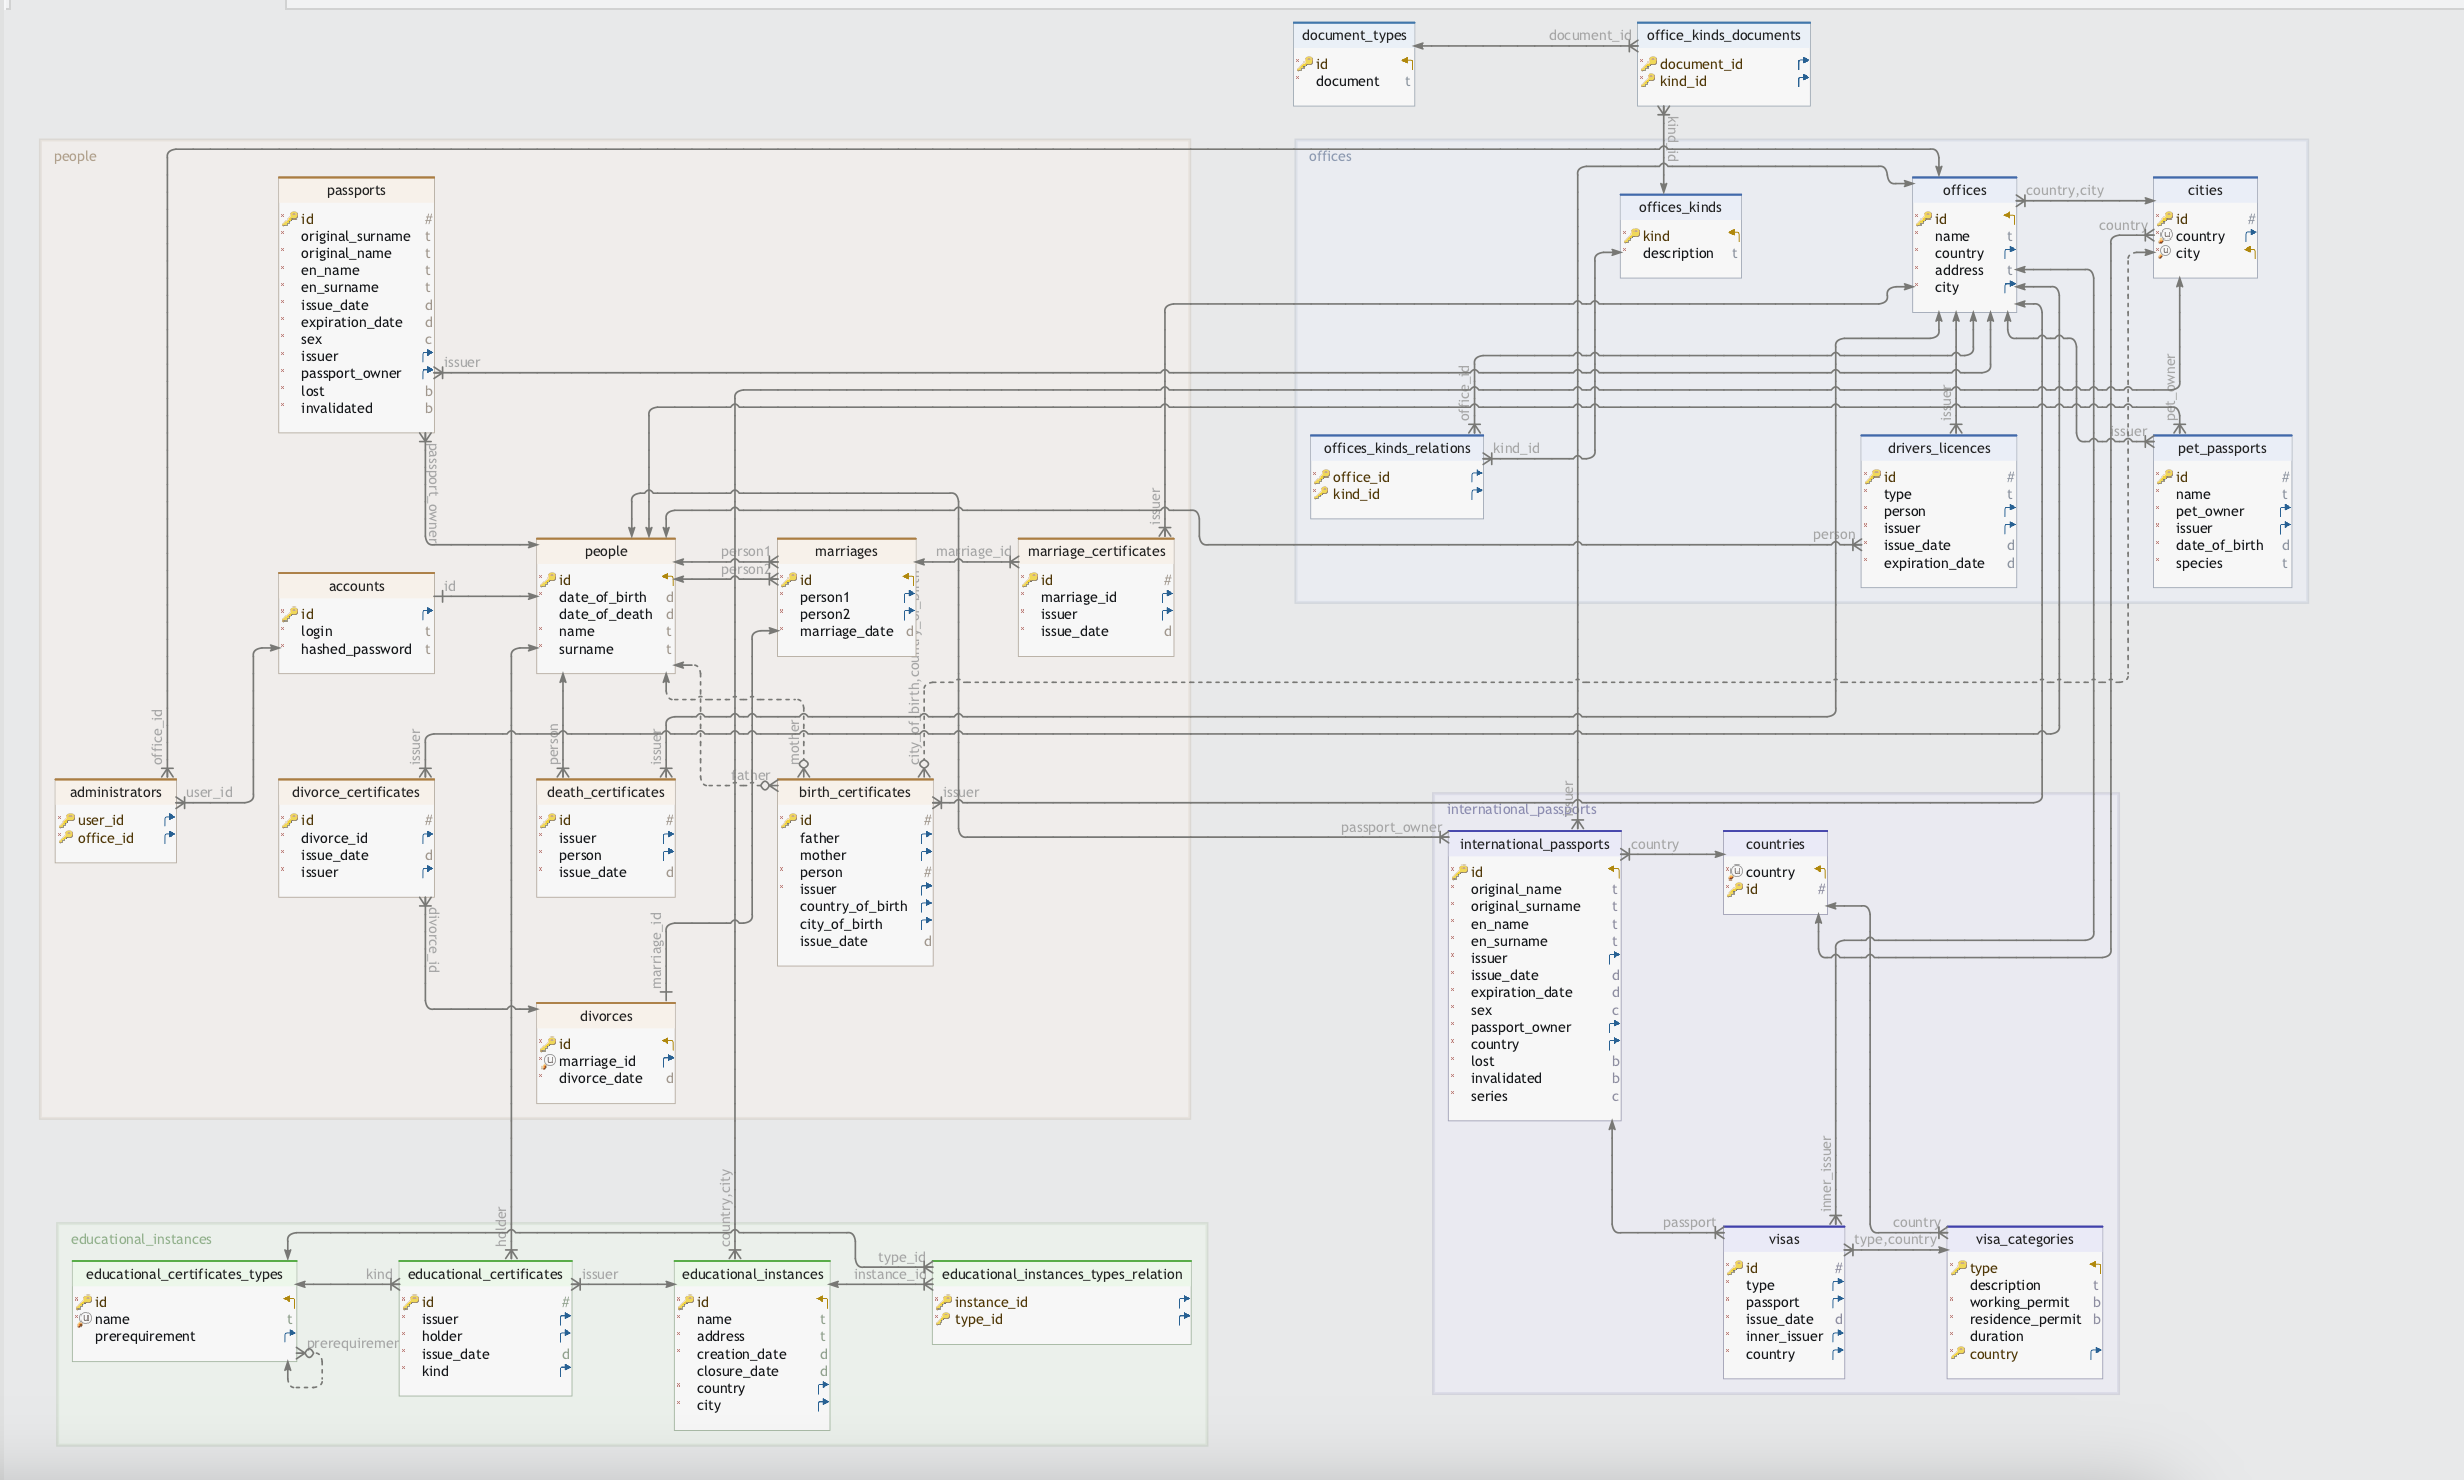 document_types
id
document t
document_id
office_kinds_documents
document_id
kind_id
kind_id
people
passports
id #
original_surname t
original_name t
en_name t
en_surname t
issue_date d
expiration_date d
sex c
issuer
passport_owner
lost b
invalidated b
issuer
passport_owner
accounts
id
login t
hashed_password t
id
people
id
date_of_birth d
date_of_death d
name t
surname t
person1
person2
marriages
id
person1
person2
marriage_date d
marriage_id
marriage_certificates
id #
marriage_id
issuer
issue_date d
issuer
office_id
administrators
user_id
office_id
user_id
issuer
divorce_certificates
id #
divorce_id
issue_date d
issuer
divorce_id
person
issuer
death_certificates
id #
issuer
person
issue_date d
mother
father
city_of_birth,country_of_birth
birth_certificates
id #
father
mother
person #
issuer
country_of_birth
city_of_birth
issue_date d
issuer
marriage_id
divorces
id
marriage_id
divorce_date d
offices
offices_kinds
kind
description t
offices
id
name t
country
address t
city
country,city
country
cities
id #
country
city
office_id
offices_kinds_relations
office_id
kind_id
kind_id
issuer
person
drivers_licences
id #
type t
person
issuer
issue_date d
expiration_date d
pet_owner
issuer
pet_passports
id #
name t
pet_owner
issuer
date_of_birth d
species t
international_passports
issuer
passport_owner
international_passports
id
original_name t
original_surname t
en_name t
en_surname t
issuer
issue_date d
expiration_date d
sex c
passport_owner
country
lost b
invalidated b
series c
country
countries
country
id #
inner_issuer
passport
visas
id #
type
passport
issue_date d
inner_issuer
country
country
type,country
visa_categories
type
description t
working_permit b
residence_permit b
duration
country
educational_instances
educational_certificates_types
id
name t
prerequirement
prerequiremen
kind
holder
educational_certificates
id #
issuer
holder
issue_date d
kind
issuer
country,city
educational_instances
id
name t
address t
creation_date d
closure_date d
country
city
type_id
instance_id
educational_instances_types_relation
instance_id
type_id